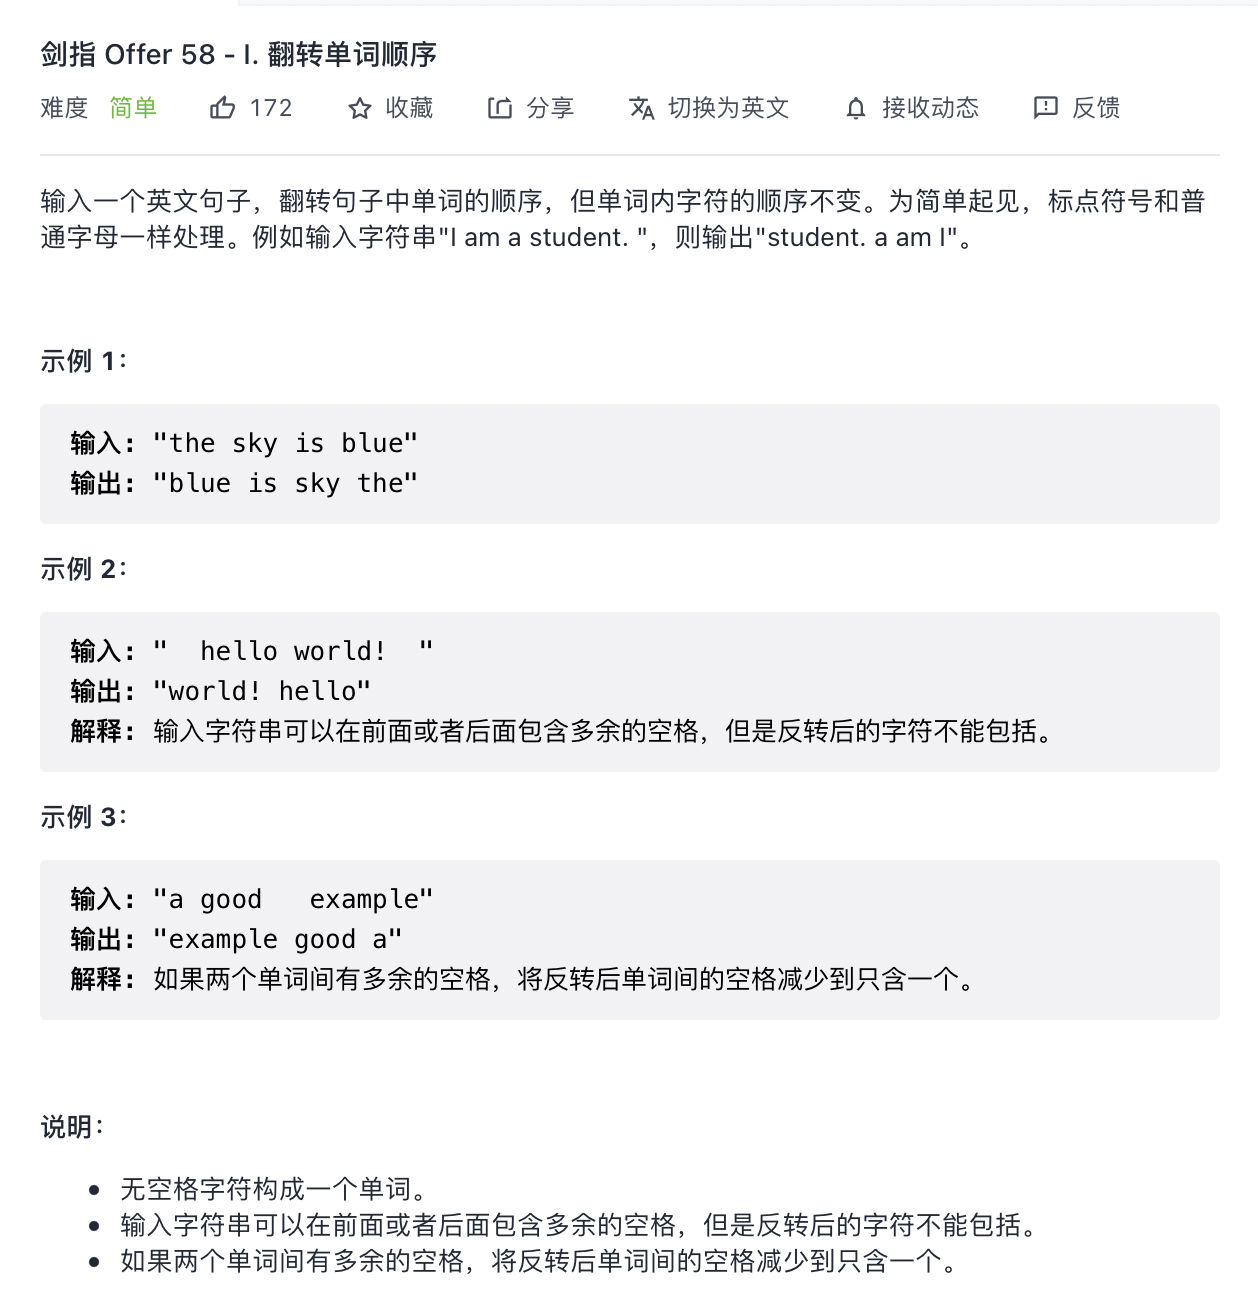 剑指 Offer 58 - I. 翻转单词顺序
难度 简单 172 收藏 分享 切换为英文 接收动态 反馈
输入一个英文句子，翻转句子中单词的顺序，但单词内字符的顺序不变。为简单起见，标点符号和普
通字母一样处理。例如输入字符串"I am a student. "，则输出"student. a am I"。
示例 1：
输入: "the sky is blue"
输出: "blue is sky the"
示例 2：
输入: "  hello world!  "
输出: "world! hello"
解释: 输入字符串可以在前面或者后面包含多余的空格，但是反转后的字符不能包括。
示例 3：
输入: "a good   example"
输出: "example good a"
解释: 如果两个单词间有多余的空格，将反转后单词间的空格减少到只含一个。
说明：
• 无空格字符构成一个单词。
• 输入字符串可以在前面或者后面包含多余的空格，但是反转后的字符不能包括。
• 如果两个单词间有多余的空格，将反转后单词间的空格减少到只含一个。